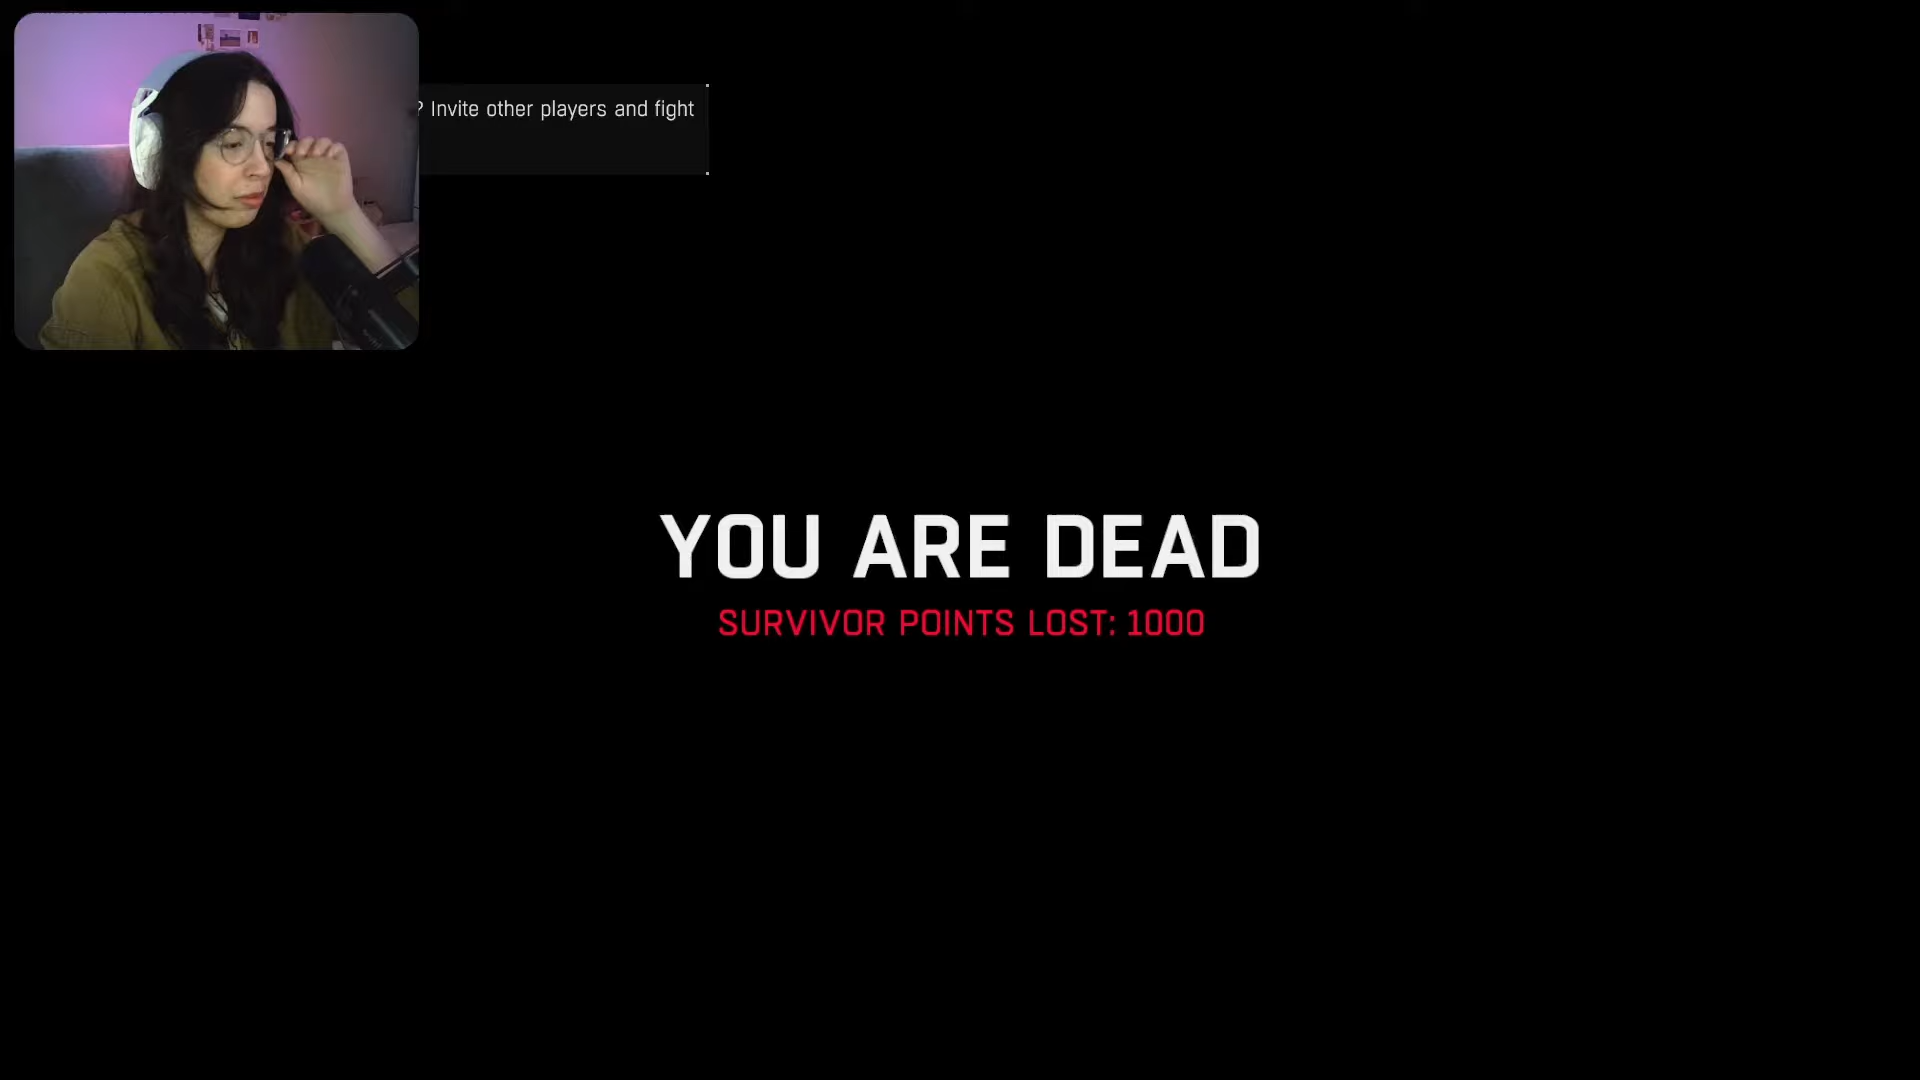 ? Invite other players and fight
YOU ARE DEAD
SURVIVOR POINTS LOST: 1000